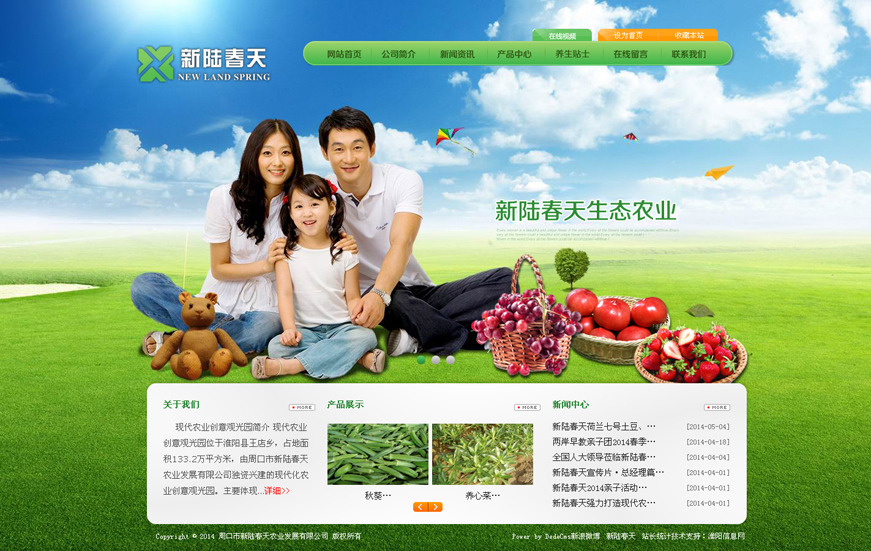 在线视频
设为首页
收藏本站
新陆春天
NEW LAND SPRING
网站首页 公司简介 新闻资讯 产品中心 养生贴士 在线留言 联系我们
新陆春天生态农业
关于我们 MORE
现代农业创意观光园简介 现代农业
创意观光园位于淮阳县王店乡，占地面
积133.2万平方米，由周口市新陆春天
农业发展有限公司独资兴建的现代化农
业创意观光园。主要体现...详细>>
产品展示 MORE
秋葵… 养心菜…
新闻中心 MORE
新陆春天荷兰七号土豆、… [2014-05-04]
两岸早教亲子团2014春季… [2014-04-18]
全国人大领导莅临新陆春… [2014-04-04]
新陆春天宣传片·总经理篇… [2014-04-01]
新陆春天2014亲子活动… [2014-04-01]
新陆春天强力打造现代农… [2014-04-01]
Copyright © 2014 周口市新陆春天农业发展有限公司 版权所有
Power by DedeCms新浪微博 新陆春天 站长统计技术支持：淮阳信息网